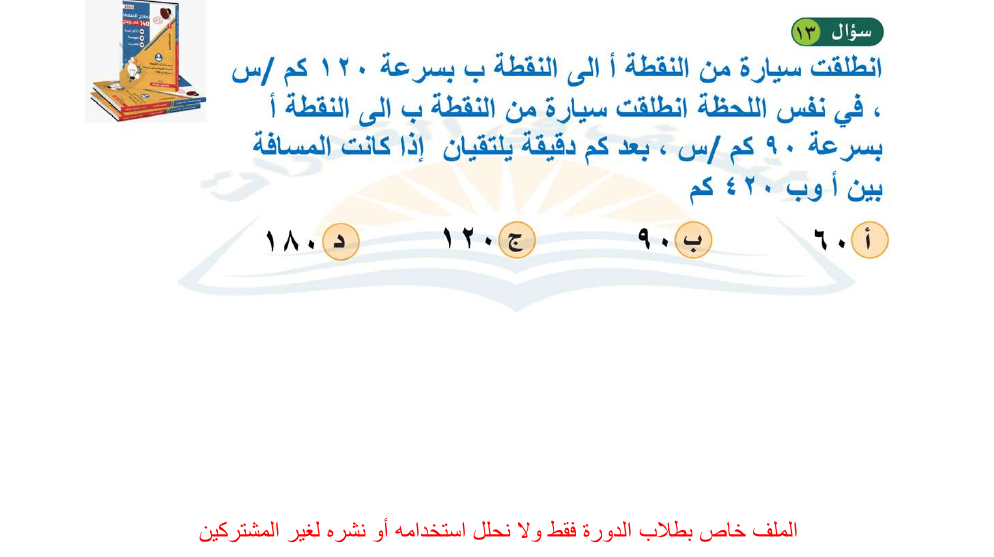 سؤال ١٣
انطلقت سيارة من النقطة أ الى النقطة ب بسرعة ١٢٠ كم /س
، في نفس اللحظة انطلقت سيارة من النقطة ب الى النقطة أ
بسرعة ٩٠ كم /س ، بعد كم دقيقة يلتقيان إذا كانت المسافة
بين أ وب ٤٢٠ كم
أ ٦٠ ب ٩٠ ج ١٢٠ د ١٨٠
الملف خاص بطلاب الدورة فقط ولا نحلل استخدامه أو نشره لغير المشتركين